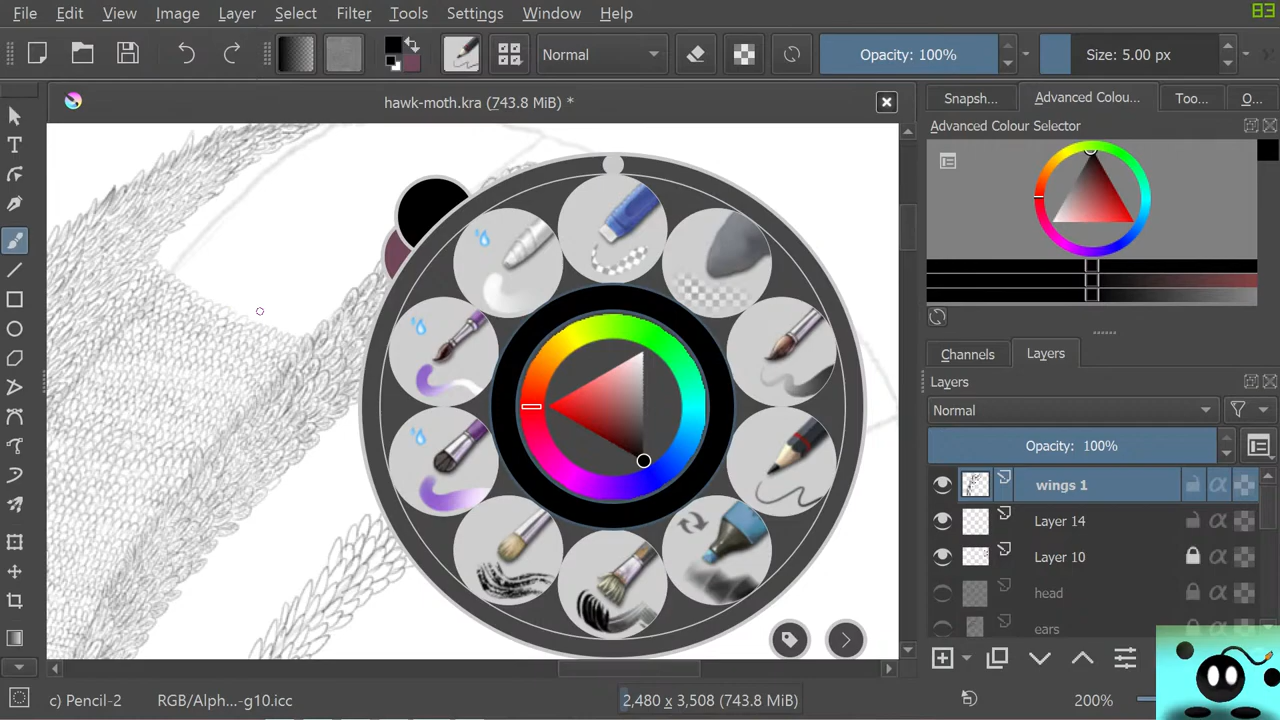 83
File Edit View Image Layer Select Filter Tools Settings Window Help
Normal
Opacity: 100%
Size: 5.00 px
hawk-moth.kra (743.8 MiB) *
Snapsh... Advanced Colou... Too... O...
Advanced Colour Selector
Channels Layers
Layers
Normal
Opacity: 100%
wings 1
Layer 14
Layer 10
head
ears
c) Pencil-2
RGB/Alph...-g10.icc
2,480 x 3,508 (743.8 MiB)
200%